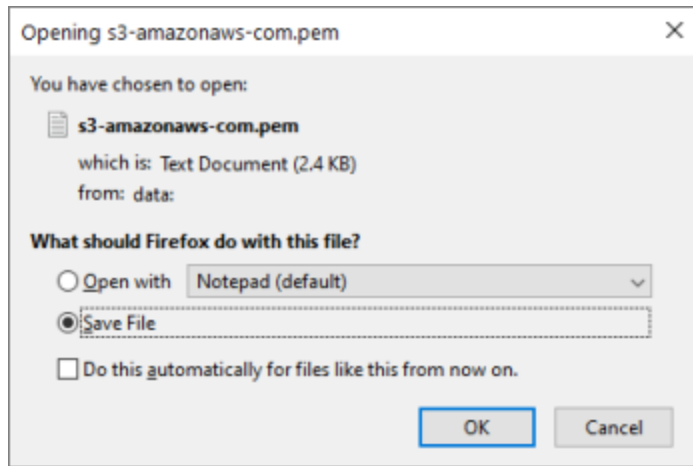 Opening s3-amazonaws-com.pem
You have chosen to open:
s3-amazonaws-com.pem
which is: Text Document (2.4 KB)
from: data:
What should Firefox do with this file?
Open with Notepad (default)
Save File
Do this automatically for files like this from now on.
OK Cancel